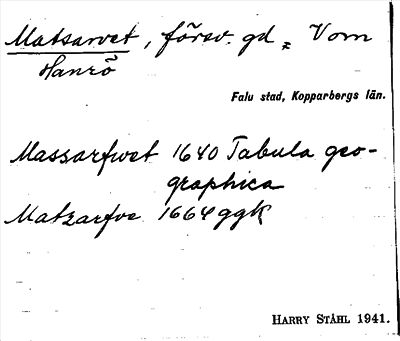 Matsarvet, försv. gd = Vom
Hanrö
Falu stad, Kopparbergs län.
Massarfwet 1640 Tabula geo-
graphica
Matzarfve 1664 ggk
HARRY STÅHL 1941.